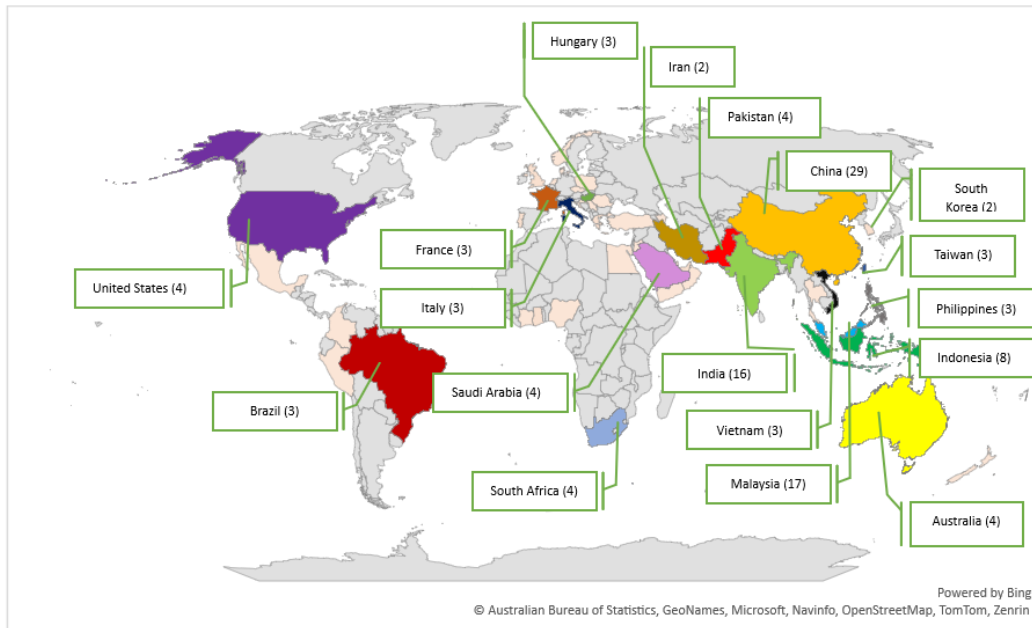 Hungary (3)
Iran (2)
Pakistan (4)
China (29)
South
Korea (2)
France (3)
Taiwan (3)
United States (4)
Italy (3)
Philippines (3)
Indonesia (8)
India (16)
Saudi Arabia (4)
Brazil (3)
Vietnam (3)
Malaysia (17)
South Africa (4)
Australia (4)
Powered by Bing
© Australian Bureau of Statistics, GeoNames, Microsoft, Navinfo, OpenStreetMap, TomTom, Zenrin